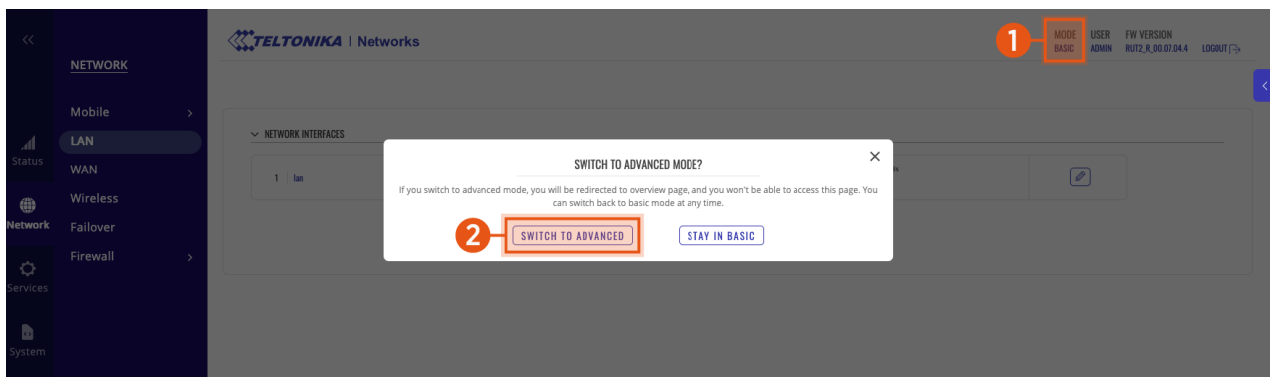 <<
TELTONIKA | Networks
1
MODE
BASIC
USER
ADMIN
FW VERSION
RUT2_R_00.07.04.4
LOGOUT
NETWORK
Mobile
LAN
WAN
Wireless
Failover
Firewall
Status
Network
Services
System
NETWORK INTERFACES
1 lan
SWITCH TO ADVANCED MODE?
If you switch to advanced mode, you will be redirected to overview page, and you won't be able to access this page. You
can switch back to basic mode at any time.
2
SWITCH TO ADVANCED
STAY IN BASIC